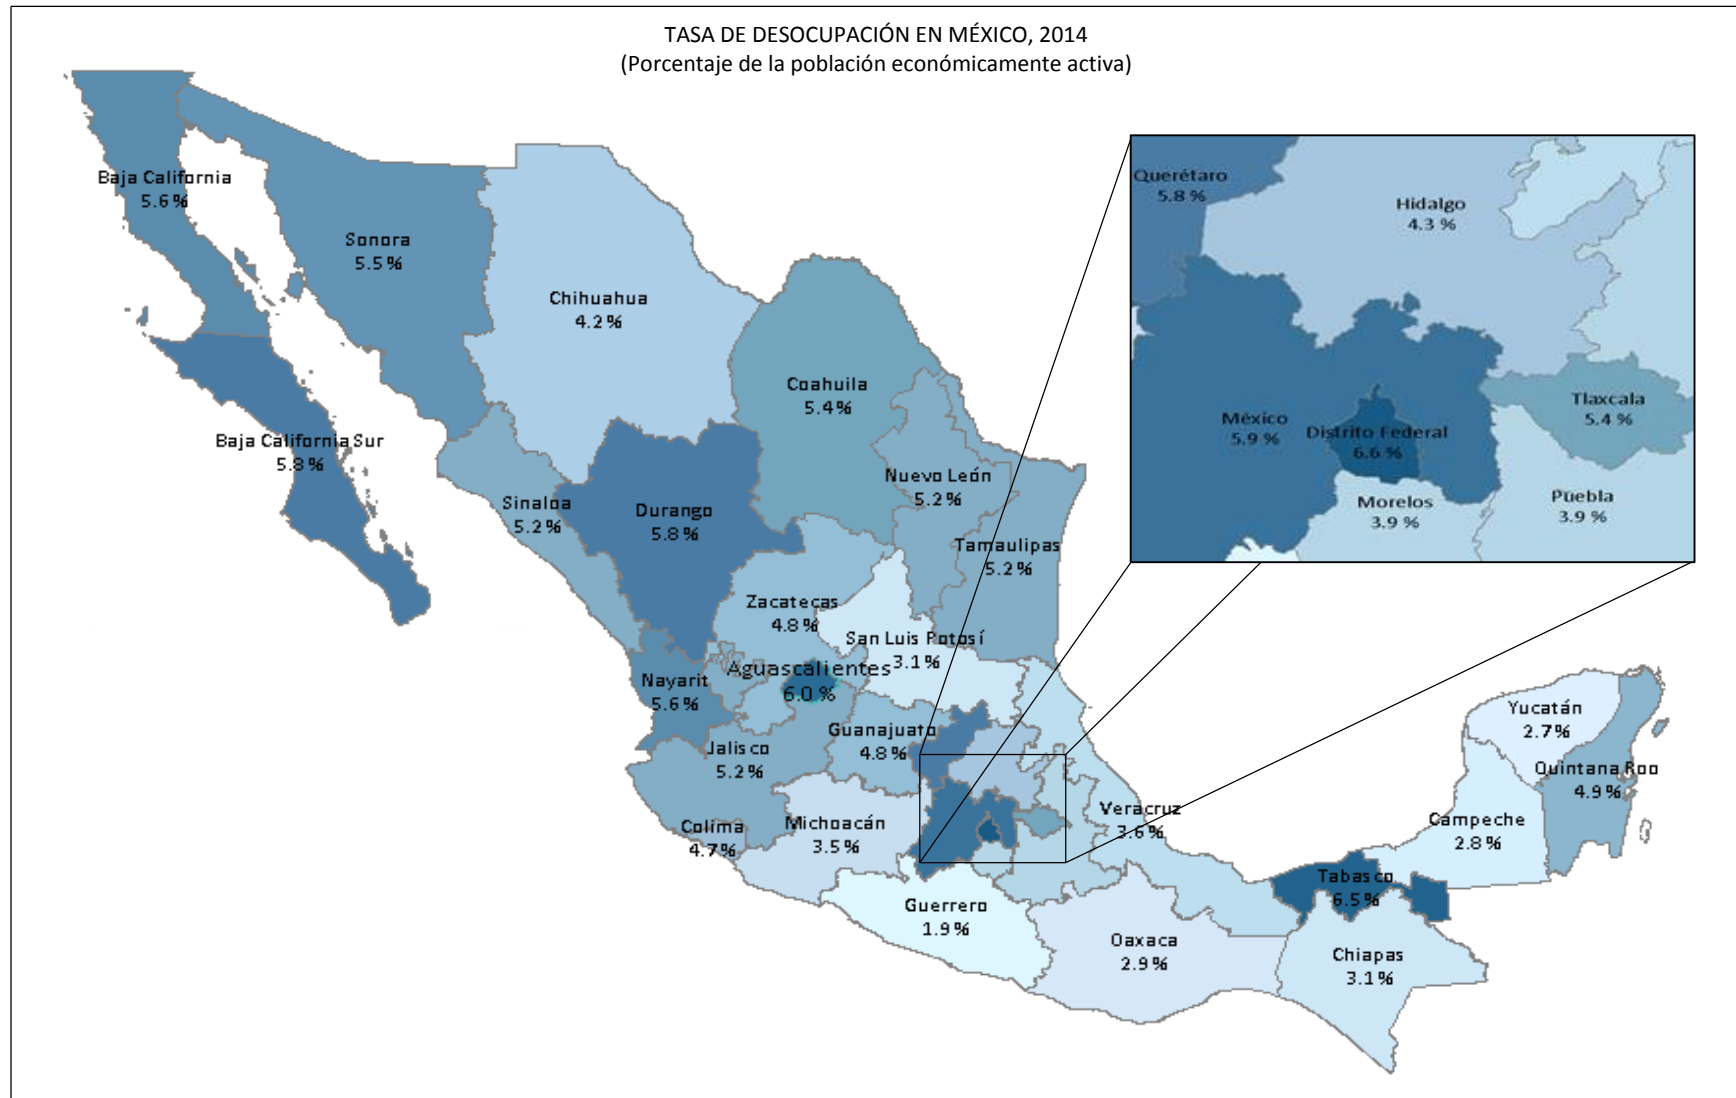 TASA DE DESOCUPACIÓN EN MÉXICO, 2014
(Porcentaje de la población económicamente activa)
Baja California
5.6%
Sonora
5.5%
Chihuahua
4.2%
Coahuila
5.4%
Baja California Sur
5.8%
Sinaloa
5.2%
Durango
5.8%
Nuevo León
5.2%
Tamaulipas
5.2%
Zacatecas
4.8%
San Luis Potosí
3.1%
Aguascalientes
6.0%
Nayarit
5.6%
Guanajuato
4.8%
Jalisco
5.2%
Colima
4.7%
Michoacán
3.5%
Veracruz
3.6%
Guerrero
1.9%
Oaxaca
2.9%
Tabasco
6.5%
Chiapas
3.1%
Campeche
2.8%
Yucatán
2.7%
Quintana Roo
4.9%
Querétaro
5.8 %
Hidalgo
4.3 %
México
5.9 %
Distrito Federal
6.6 %
Tlaxcala
5.4 %
Morelos
3.9 %
Puebla
3.9 %